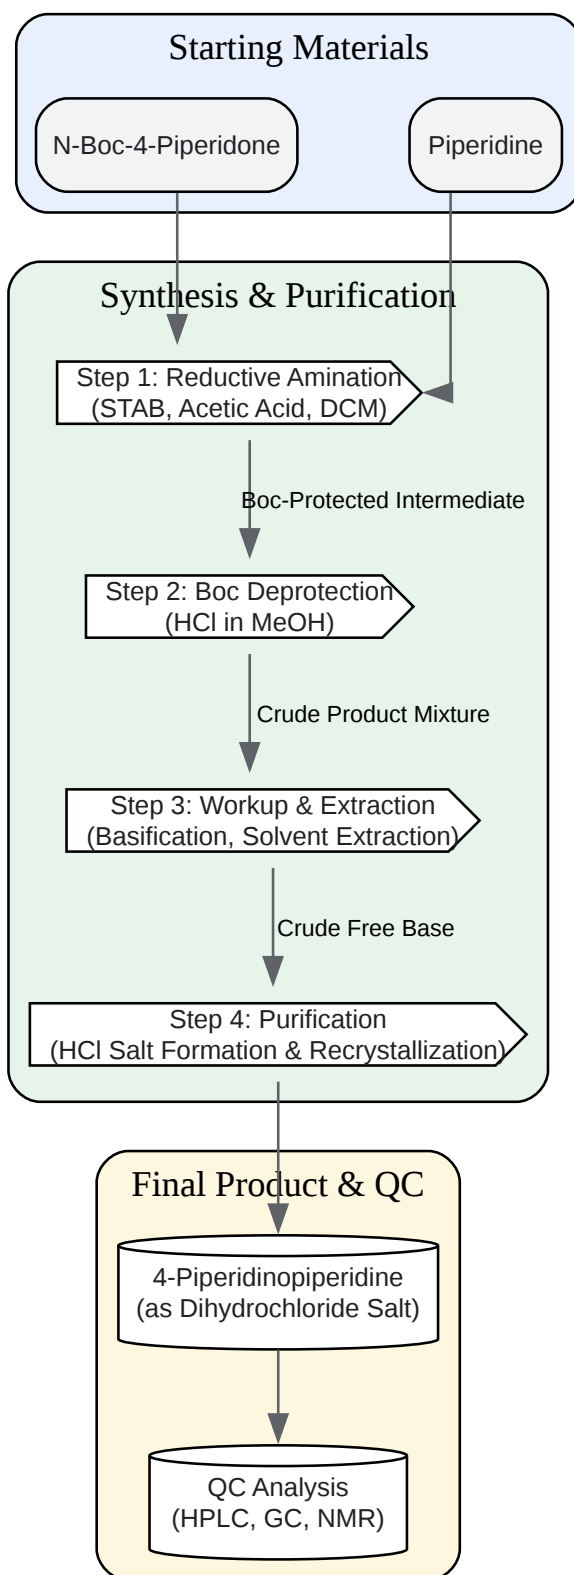 Starting Materials
N-Boc-4-Piperidone
Piperidine
Synthesis & Purification
Step 1: Reductive Amination
(STAB, Acetic Acid, DCM)
Boc-Protected Intermediate
Step 2: Boc Deprotection
(HCl in MeOH)
Crude Product Mixture
Step 3: Workup & Extraction
(Basification, Solvent Extraction)
Crude Free Base
Step 4: Purification
(HCl Salt Formation & Recrystallization)
Final Product & QC
4-Piperidinopiperidine
(as Dihydrochloride Salt)
QC Analysis
(HPLC, GC, NMR)